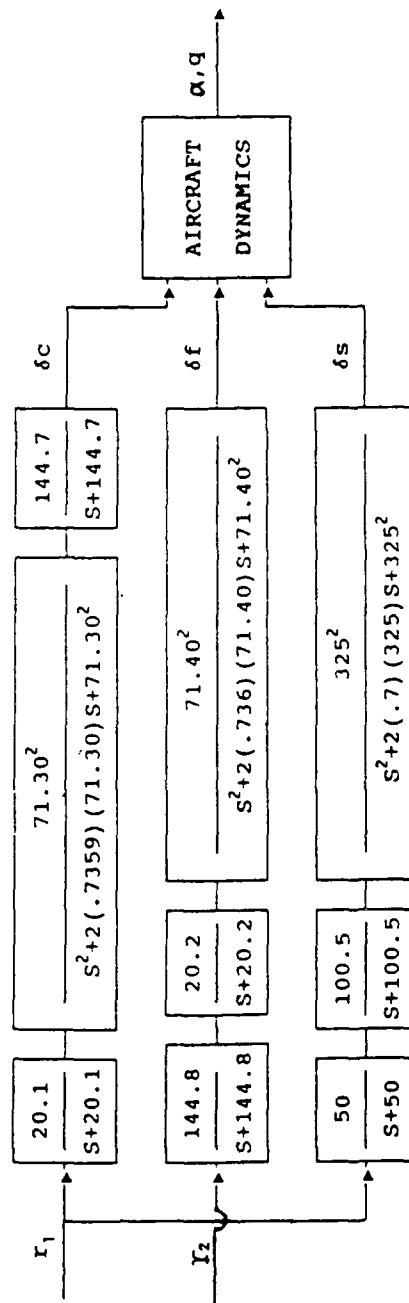 r₁
20.1
S+20.1
71.30²
S²+2(.7359)(71.30)S+71.30²
144.7
S+144.7
δc
r₂
144.8
S+144.8
20.2
S+20.2
71.40²
S²+2(.736)(71.40)S+71.40²
δf
50
S+50
100.5
S+100.5
325²
S²+2(.7)(325)S+325²
δs
AIRCRAFT
DYNAMICS
α,q